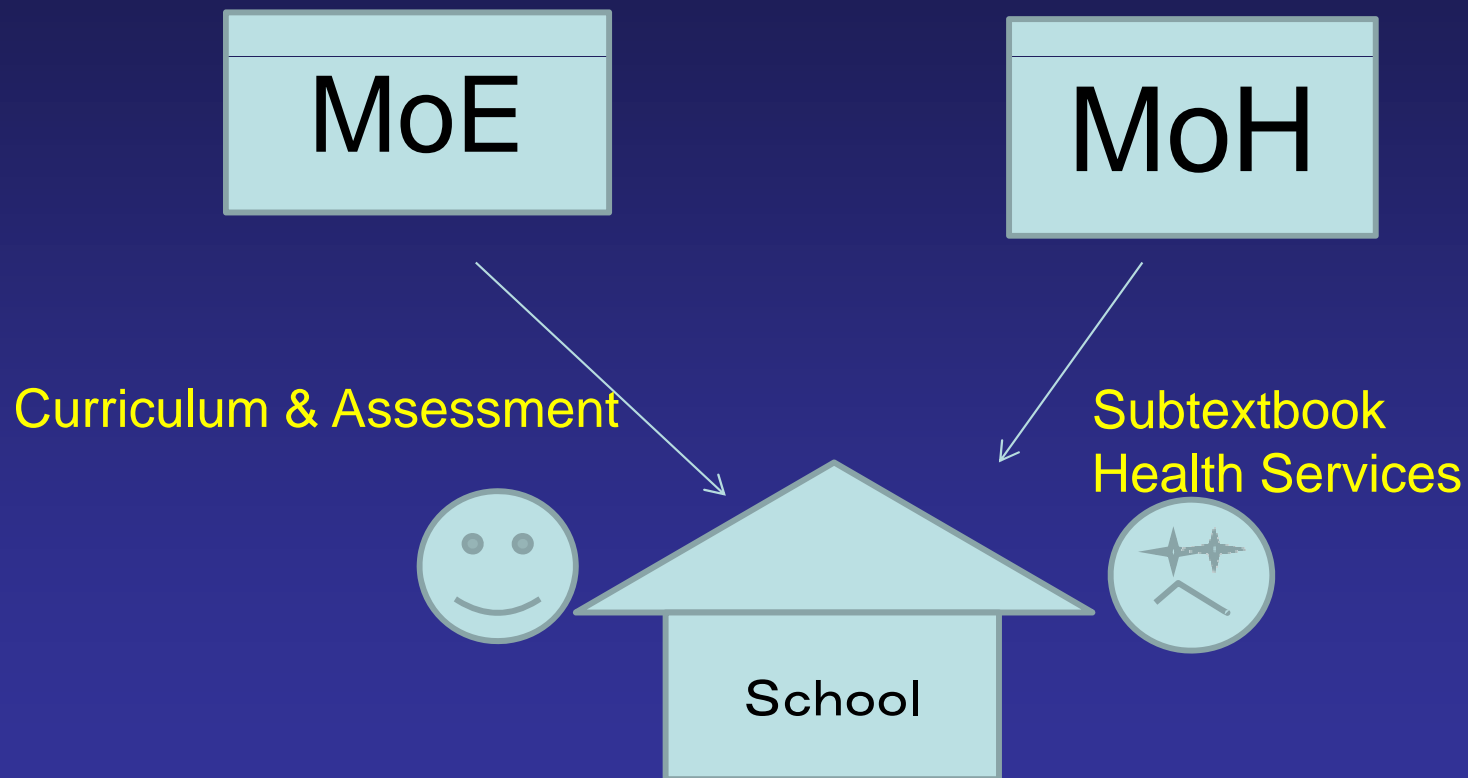 MoE
MoH
Curriculum & Assessment
Subtextbook
Health Services
School